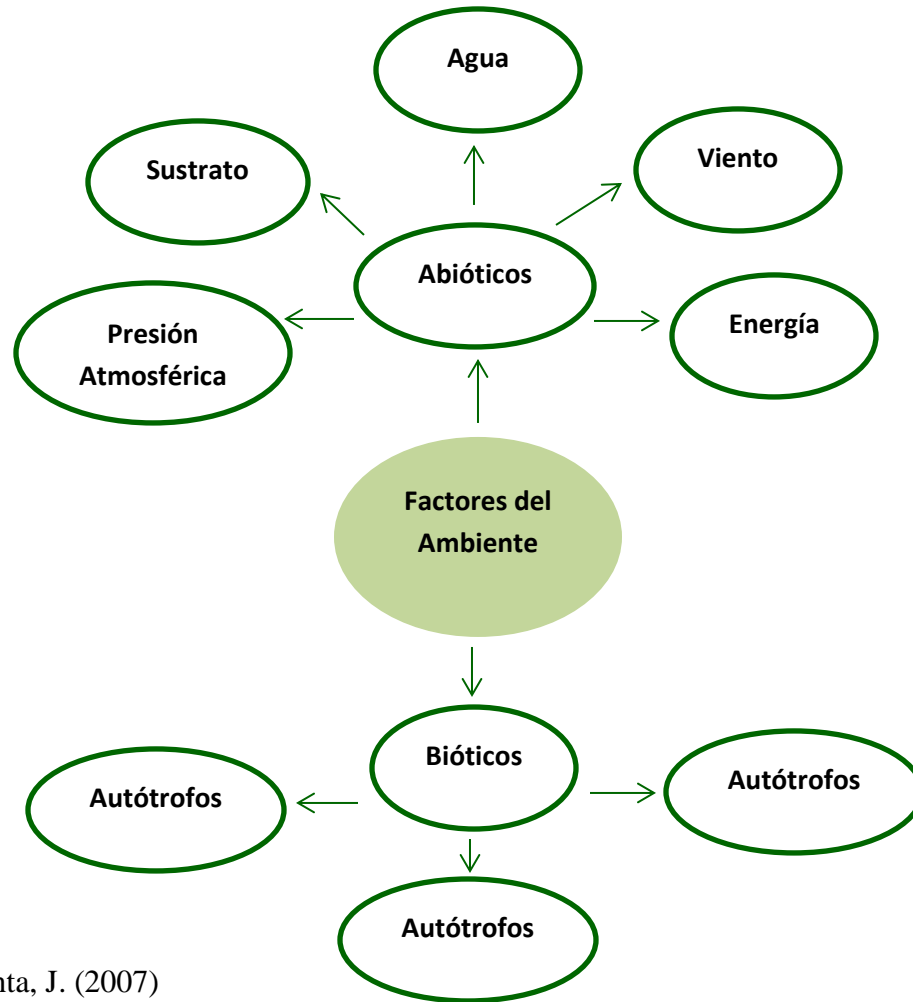 Agua
Viento
Sustrato
Abióticos
Energía
Presión
Atmosférica
Factores del
Ambiente
Bióticos
Autótrofos
Autótrofos
Autótrofos
nta, J. (2007)